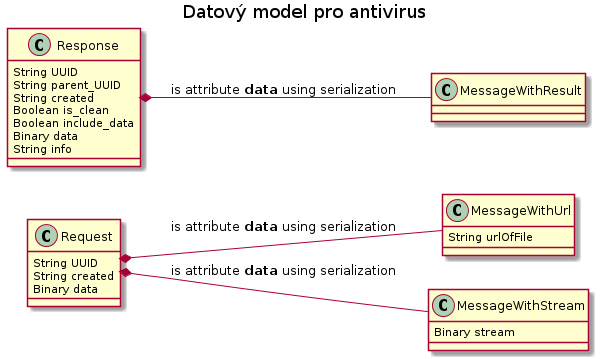 Datový model pro antivirus
C Response
String UUID
String parent_UUID
String created
Boolean is_clean
Boolean include_data
Binary data
String info
is attribute data using serialization
C MessageWithResult
C Request
String UUID
String created
Binary data
is attribute data using serialization
C MessageWithUrl
String urlOfFile
is attribute data using serialization
C MessageWithStream
Binary stream